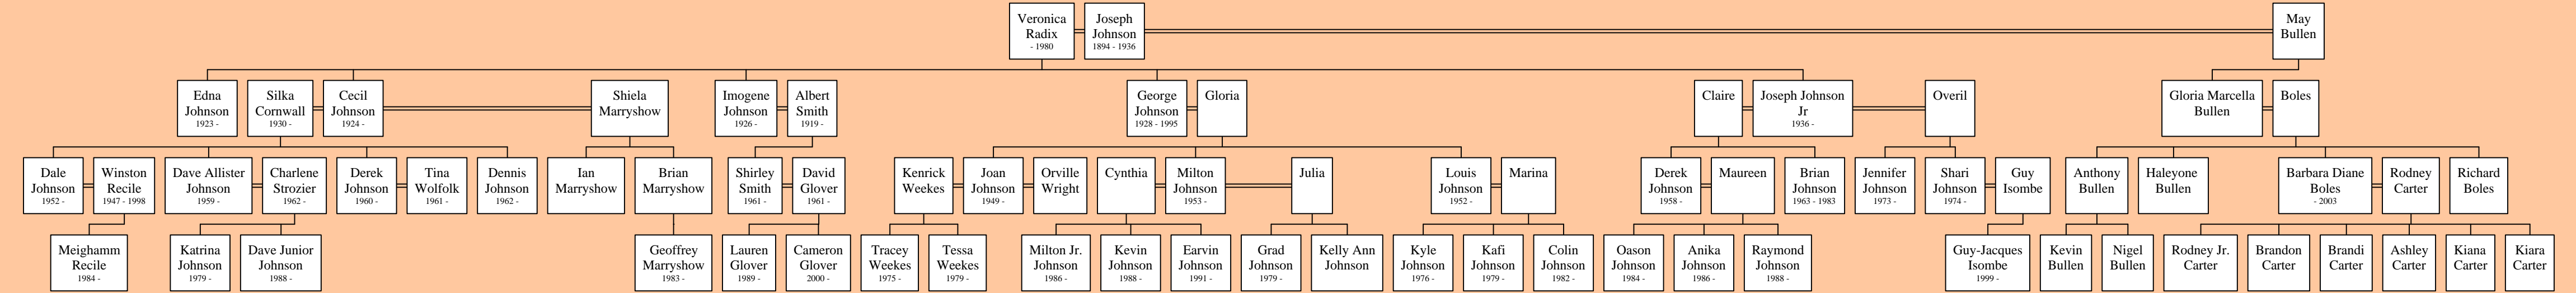 Veronica
Radix
- 1980
Joseph
Johnson
1894 - 1936
May
Bullen
Edna
Johnson
1923 -
Silka
Cornwall
1930 -
Cecil
Johnson
1924 -
Shiela
Marryshow
Imogene
Johnson
1926 -
Albert
Smith
1919 -
George
Johnson
1928 - 1995
Gloria
Claire
Joseph Johnson
Jr
1936 -
Overil
Gloria Marcella
Bullen
Boles
Dale
Johnson
1952 -
Winston
Recile
1947 - 1998
Dave Allister
Johnson
1959 -
Charlene
Strozier
1962 -
Derek
Johnson
1960 -
Tina
Wolfolk
1961 -
Dennis
Johnson
1962 -
Ian
Marryshow
Brian
Marryshow
Shirley
Smith
1961 -
David
Glover
1961 -
Kenrick
Weekes
Joan
Johnson
1949 -
Orville
Wright
Cynthia
Milton
Johnson
1953 -
Julia
Louis
Johnson
1952 -
Marina
Derek
Johnson
1958 -
Maureen
Brian
Johnson
1963 - 1983
Jennifer
Johnson
1973 -
Shari
Johnson
1974 -
Guy
Isombe
Anthony
Bullen
Haleyone
Bullen
Barbara Diane
Boles
- 2003
Rodney
Carter
Richard
Boles
Meighamm
Recile
1984 -
Katrina
Johnson
1979 -
Dave Junior
Johnson
1988 -
Geoffrey
Marryshow
1983 -
Lauren
Glover
1989 -
Cameron
Glover
2000 -
Tracey
Weekes
1975 -
Tessa
Weekes
1979 -
Milton Jr.
Johnson
1986 -
Kevin
Johnson
1988 -
Earvin
Johnson
1991 -
Grad
Johnson
1979 -
Kelly Ann
Johnson
Kyle
Johnson
1976 -
Kafi
Johnson
1979 -
Colin
Johnson
1982 -
Oason
Johnson
1984 -
Anika
Johnson
1986 -
Raymond
Johnson
1988 -
Guy-Jacques
Isombe
1999 -
Kevin
Bullen
Nigel
Bullen
Rodney Jr.
Carter
Brandon
Carter
Brandi
Carter
Ashley
Carter
Kiana
Carter
Kiara
Carter